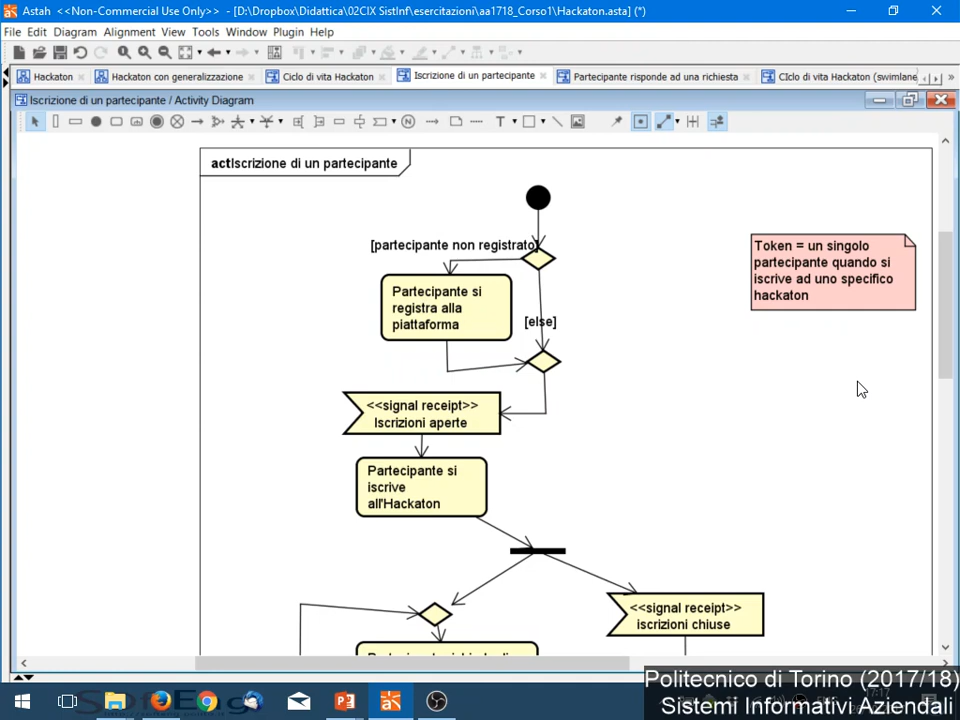 Astah <<Non-Commercial Use Only>> - [D:\Dropbox\Didattica\02CIX SistInf\esercitazioni\aa1718_Corso1\Hackaton.asta] (*)
File Edit Diagram Alignment View Tools Window Plugin Help
Hackaton
Hackaton con generalizzazione
Ciclo di vita Hackaton
Iscrizione di un partecipante
Partecipante risponde ad una richiesta
CIclo di vita Hackaton (swimlane
Iscrizione di un partecipante / Activity Diagram
actIscrizione di un partecipante
[partecipante non registrato]
Token = un singolo
partecipante quando si
iscrive ad uno specifico
hackaton
Partecipante si
registra alla
piattaforma
[else]
<<signal receipt>>
Iscrizioni aperte
Partecipante si
iscrive
all'Hackaton
<<signal receipt>>
iscrizioni chiuse
Politecnico di Torino (2017/18)
Sistemi Informativi Aziendali